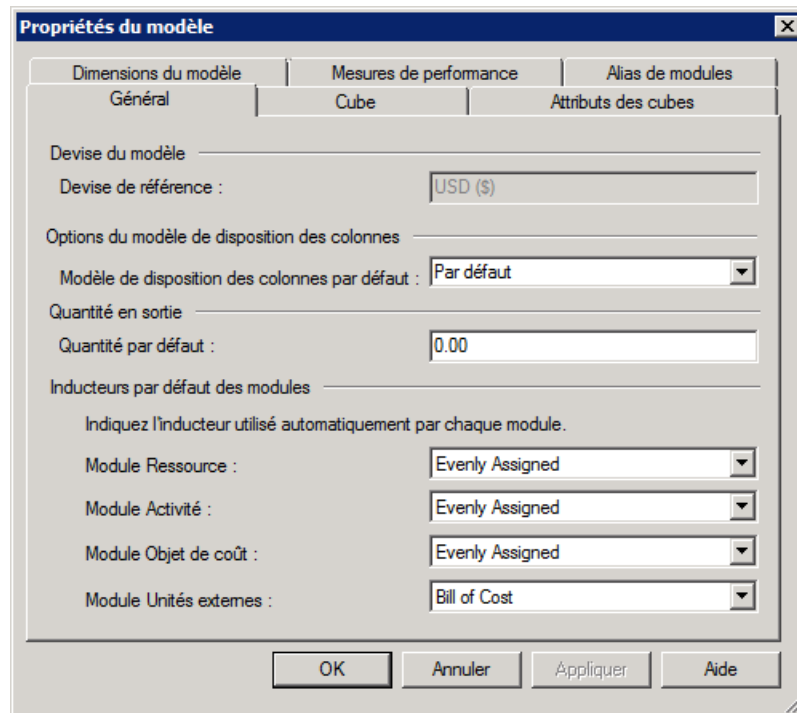 Propriétés du modèle
Dimensions du modèle
Mesures de performance
Alias de modules
Général
Cube
Attributs des cubes
Devise du modèle
Devise de référence : USD ($)
Options du modèle de disposition des colonnes
Modèle de disposition des colonnes par défaut : Par défaut
Quantité en sortie
Quantité par défaut : 0.00
Inducteurs par défaut des modules
Indiquez l'inducteur utilisé automatiquement par chaque module.
Module Ressource : Evenly Assigned
Module Activité : Evenly Assigned
Module Objet de coût : Evenly Assigned
Module Unités externes : Bill of Cost
OK
Annuler
Appliquer
Aide